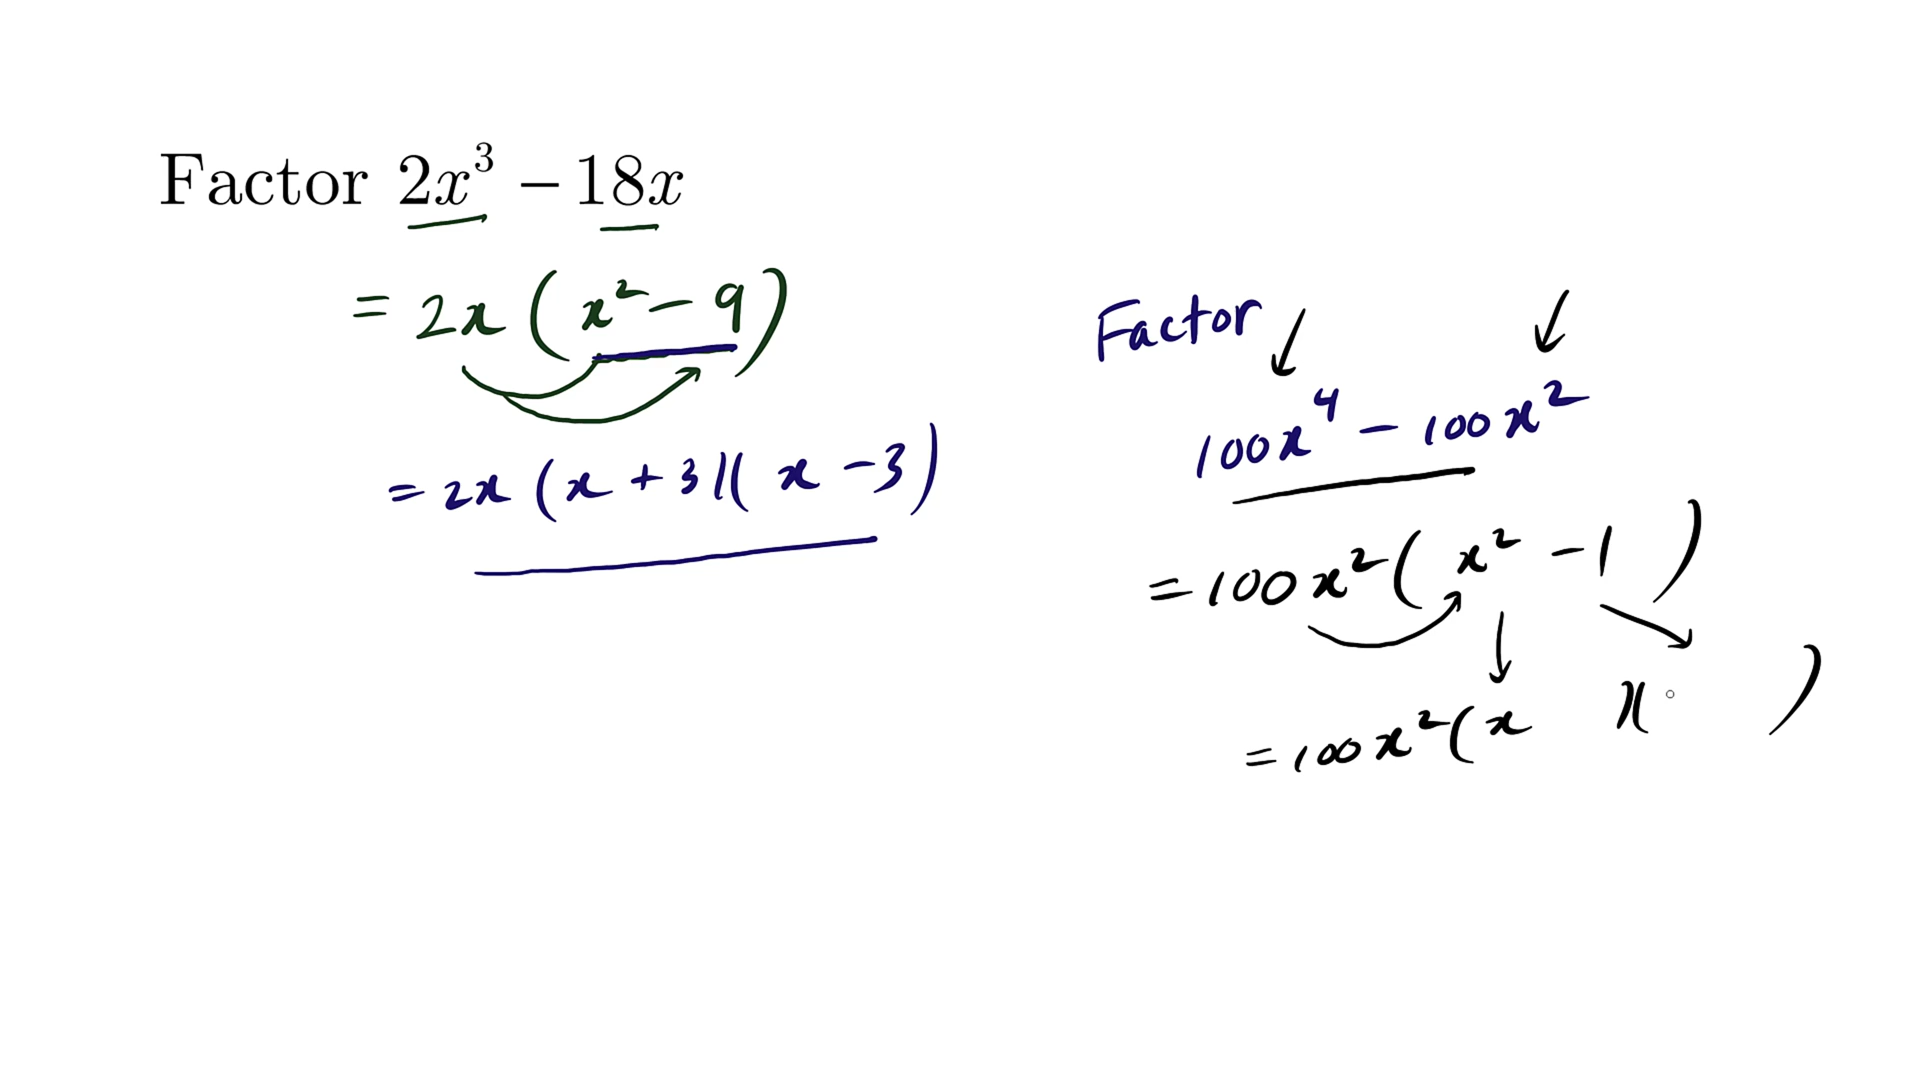 Factor 2x³ − 18x
= 2x ( x² − 9 )
= 2x ( x + 3 )( x − 3 )
Factor
100x⁴ − 100x²
= 100x² ( x² − 1 )
= 100x² ( x x )